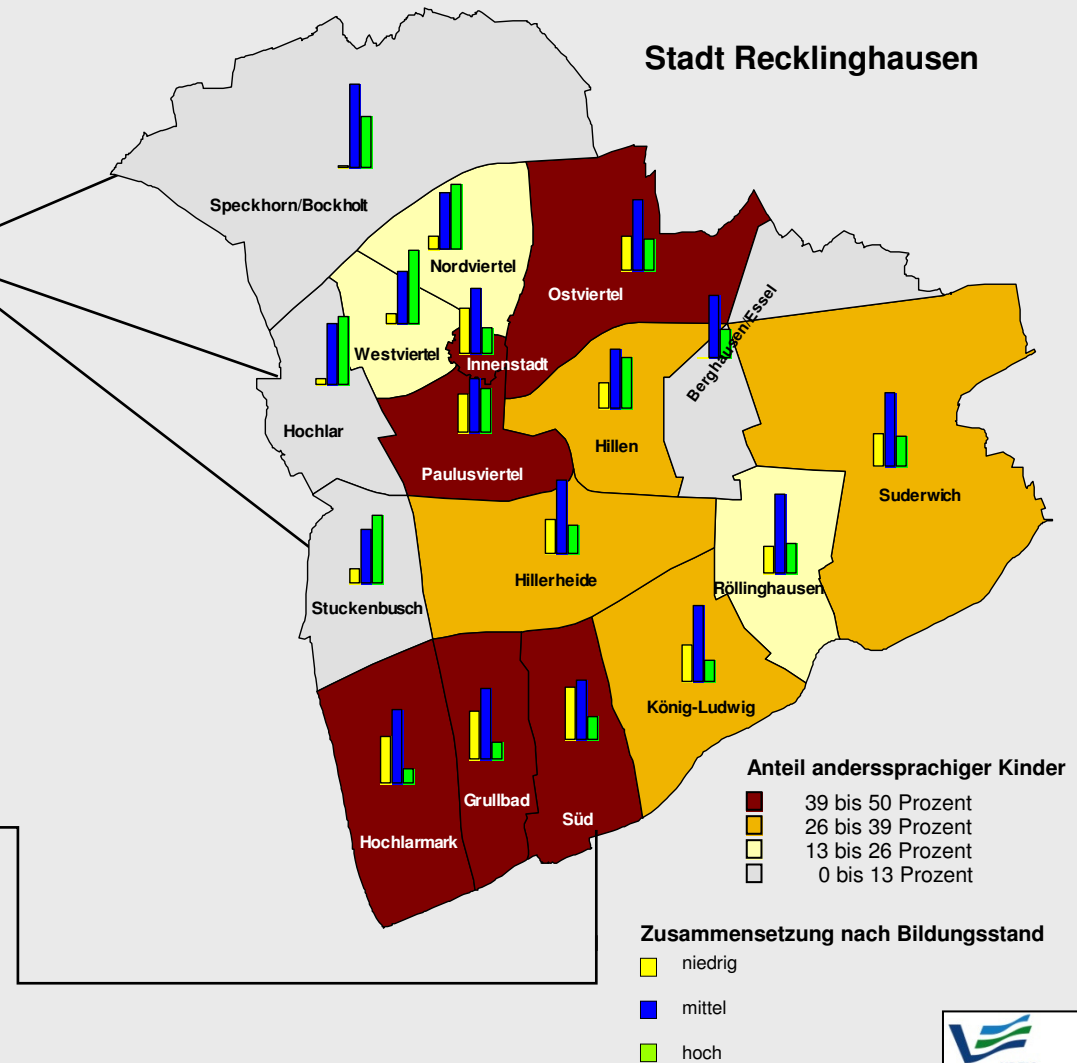 Stadt Recklinghausen
Speckhorn/Bockholt
Nordviertel
Ostviertel
Berghausen/Essel
Westviertel
Innenstadt
Hochlar
Hillen
Paulusviertel
Suderwich
Hillerheide
Röllinghausen
Stuckenbusch
König-Ludwig
Grullbad
Süd
Hochlarmark
Anteil anderssprachiger Kinder
39 bis 50 Prozent
26 bis 39 Prozent
13 bis 26 Prozent
0 bis 13 Prozent
Zusammensetzung nach Bildungsstand
niedrig
mittel
hoch